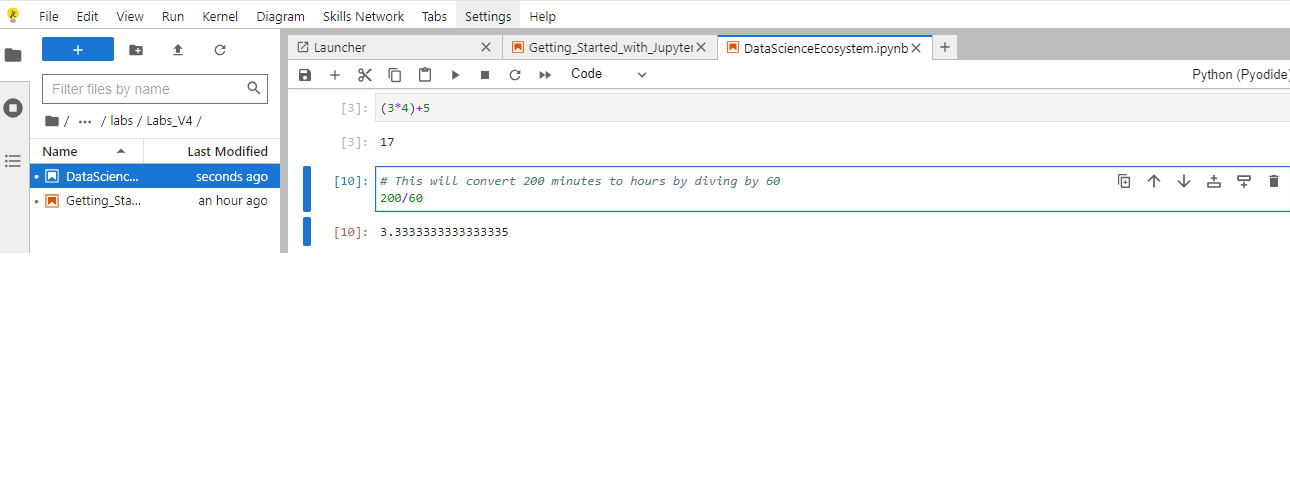 File Edit View Run Kernel Diagram Skills Network Tabs Settings Help
+
Filter files by name
/ ... / labs / Labs_V4 /
Name Last Modified
DataScienc... seconds ago
Getting_Sta... an hour ago
Launcher Getting_Started_with_Jupyter DataScienceEcosystem.ipynb
Code Python (Pyodide)
[3]: (3*4)+5
[3]: 17
[10]: # This will convert 200 minutes to hours by diving by 60
200/60
[10]: 3.3333333333333335